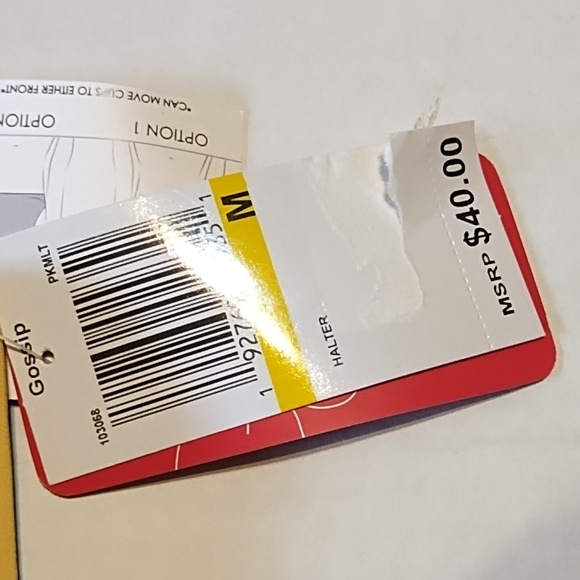 *CAN MOVE CLIPS TO EITHER FRONT*
OPTION 1
Gossip
PKMLT
103068
M
HALTER
MSRP $40.00